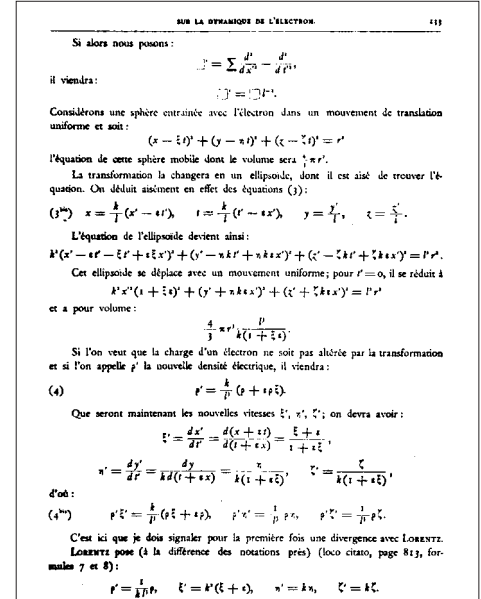 SUR LA DYNAMIQUE DE L'ÉLECTRON. 133
Si alors nous posons :
□' = ∑ d²/dx'² − d²/dt'²,
il viendra :
□' = □ l⁻².
Considérons une sphère entraînée avec l'électron dans un mouvement de translation
uniforme et soit :
(x − ξt)² + (y − ηt)² + (z − ζt)² = r²
l'équation de cette sphère mobile dont le volume sera 4/3 πr³.
La transformation la changera en un ellipsoïde, dont il est aisé de trouver l'é-
quation. On déduit aisément en effet des équations (3) :
(3 bis) x = k/l (x' − εt'), t = k/l (t' − εx'), y = y'/l, z = z'/l.
L'équation de l'ellipsoïde devient ainsi :
k²(x' − εt' − ξt' + εξx')² + (y' − ηkt' + ηkεx')² + (z' − ζkt' + ζkεx')² = l²r².
Cet ellipsoïde se déplace avec un mouvement uniforme; pour t' = 0, il se réduit à
k²x'²(1 + ξε)² + (y' + ηkεx')² + (z' + ζkεx')² = l²r²
et a pour volume :
4/3 πr³ l³/k(1 + ξε).
Si l'on veut que la charge d'un électron ne soit pas altérée par la transformation
et si l'on appelle ρ' la nouvelle densité électrique, il viendra :
(4) ρ' = k/l³ (ρ + ερξ).
Que seront maintenant les nouvelles vitesses ξ', η', ζ'; on devra avoir :
ξ' = dx'/dt' = d(x + εt)/d(t + εx) = ξ + ε/1 + εξ,
η' = dy'/dt' = dy/kd(t + εx) = η/k(1 + εξ), ζ' = ζ/k(1 + εξ),
d'où :
(4 bis) ρ'ξ' = k/l³ (ρξ + ερ), ρ'η' = 1/l³ ρη, ρ'ζ' = 1/l³ ρζ.
C'est ici que je dois signaler pour la première fois une divergence avec LORENTZ.
LORENTZ pose (à la différence des notations près) (loco citato, page 813, for-
mules 7 et 8) :
ρ' = 1/kl³ ρ, ξ' = k²(ξ + ε), η' = kη, ζ' = kζ.